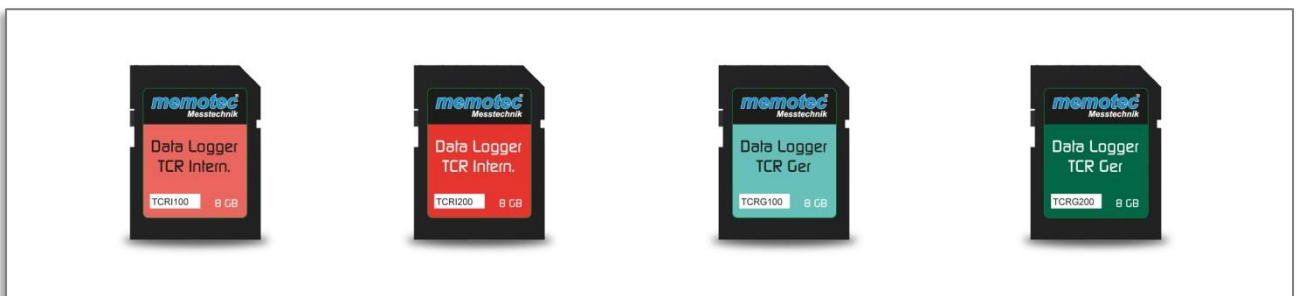 memotec®
Messtechnik
Data Logger
TCR Intern.
TCRI100 8 GB
memotec®
Messtechnik
Data Logger
TCR Intern.
TCRI200 8 GB
memotec®
Messtechnik
Data Logger
TCR Ger
TCRG100 8 GB
memotec®
Messtechnik
Data Logger
TCR Ger
TCRG200 8 GB